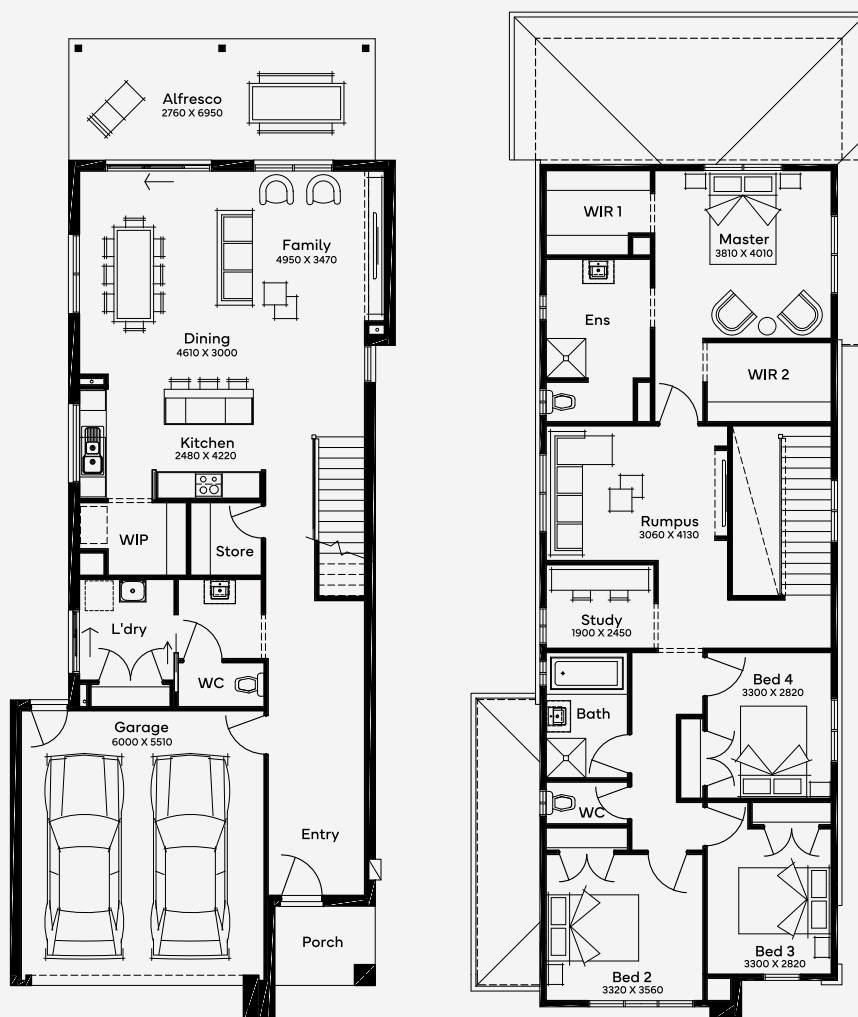 Alfresco
2760 X 6950
Family
4950 X 3470
Dining
4610 X 3000
Kitchen
2480 X 4220
WIP
Store
L'dry
WC
Garage
6000 X 5510
Entry
Porch
WIR 1
Master
3810 X 4010
Ens
WIR 2
Rumpus
3060 X 4130
Study
1900 X 2450
Bed 4
3300 X 2820
Bath
WC
Bed 3
3300 X 2820
Bed 2
3320 X 3560